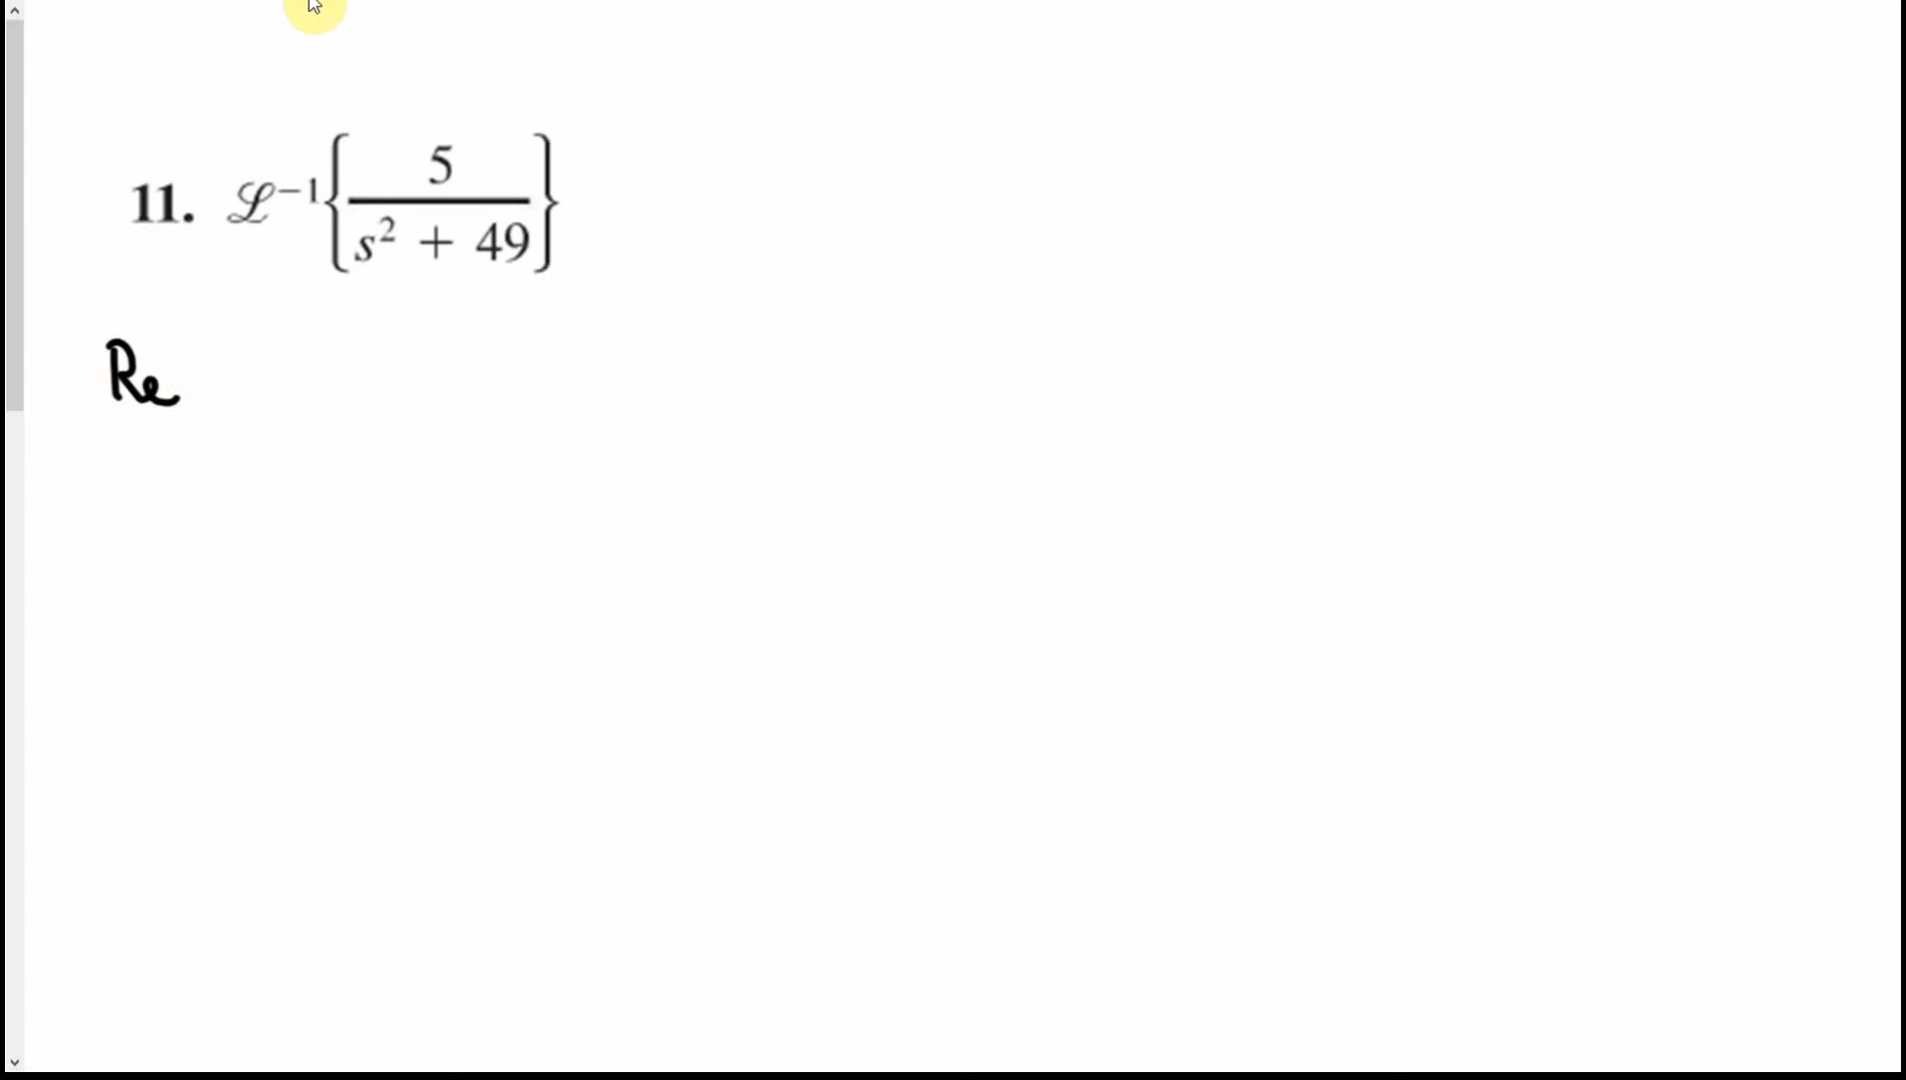 11. ℒ⁻¹{5/(s² + 49)}
Re